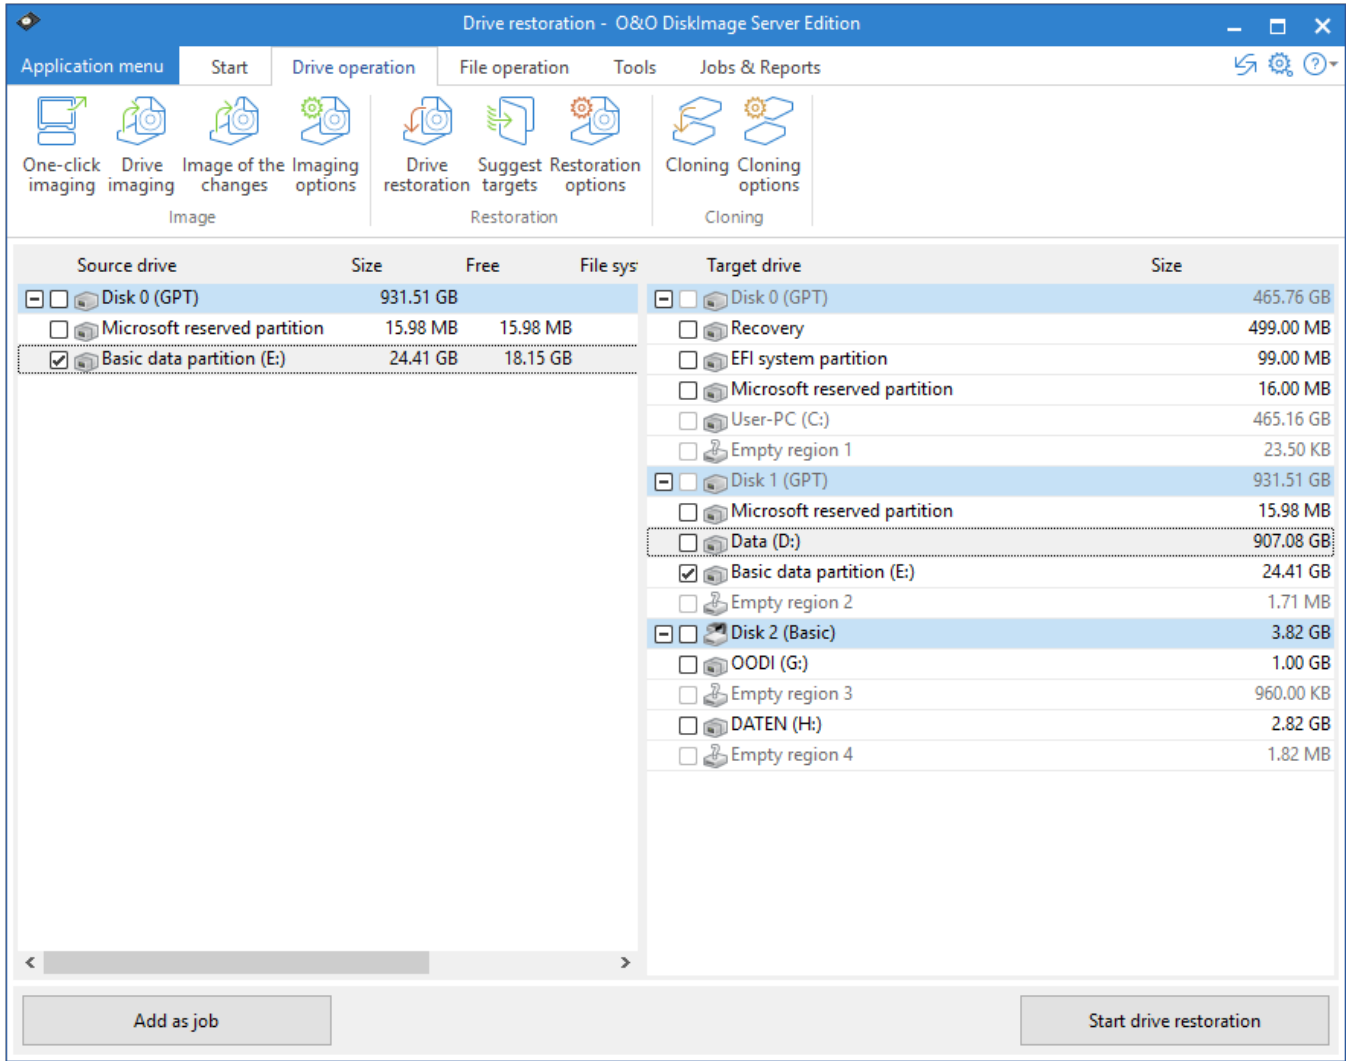 Drive restoration - O&O DiskImage Server Edition
Application menu Start Drive operation File operation Tools Jobs & Reports
One-click imaging Drive imaging Image of the changes Imaging options Drive restoration Suggest targets Restoration options Cloning Cloning options
Image Restoration Cloning
Source drive Size Free File sys
Disk 0 (GPT) 931.51 GB
Microsoft reserved partition 15.98 MB 15.98 MB
Basic data partition (E:) 24.41 GB 18.15 GB
Target drive Size
Disk 0 (GPT) 465.76 GB
Recovery 499.00 MB
EFI system partition 99.00 MB
Microsoft reserved partition 16.00 MB
User-PC (C:) 465.16 GB
Empty region 1 23.50 KB
Disk 1 (GPT) 931.51 GB
Microsoft reserved partition 15.98 MB
Data (D:) 907.08 GB
Basic data partition (E:) 24.41 GB
Empty region 2 1.71 MB
Disk 2 (Basic) 3.82 GB
OODI (G:) 1.00 GB
Empty region 3 960.00 KB
DATEN (H:) 2.82 GB
Empty region 4 1.82 MB
Add as job Start drive restoration